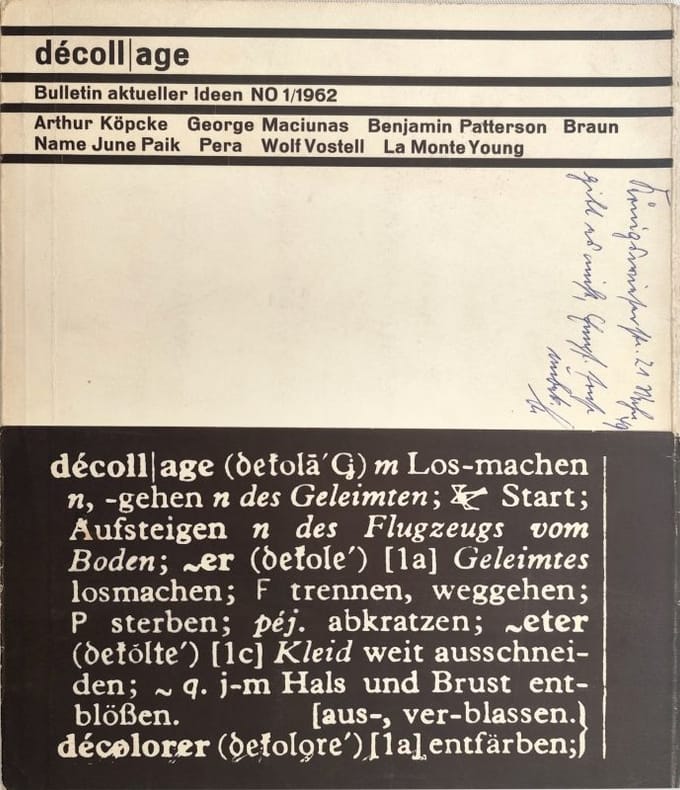 décoll|age
Bulletin aktueller Ideen NO 1/1962
Arthur Köpcke George Maciunas Benjamin Patterson Braun
Name June Paik Pera Wolf Vostell La Monte Young
décoll|age (dekolā'G) m Los-machen
n, -gehen n des Geleimten; Start;
Aufsteigen n des Flugzeugs vom
Boden; ~er (dekole') [1a] Geleimtes
losmachen; F trennen, weggehen;
P sterben; péj. abkratzen; ~eter
(dekŏlte') [1c] Kleid weit ausschnei-
den; ~ q. j-m Hals und Brust ent-
blößen. [aus-, ver-blassen.}
décolorer (dekolore') [1a] entfärben;}